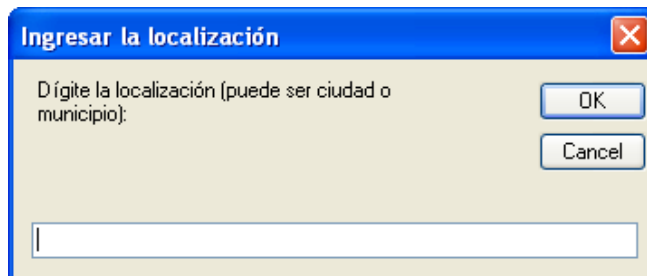 Ingresar la localización
Dígite la localización (puede ser ciudad o
municipio):
OK
Cancel